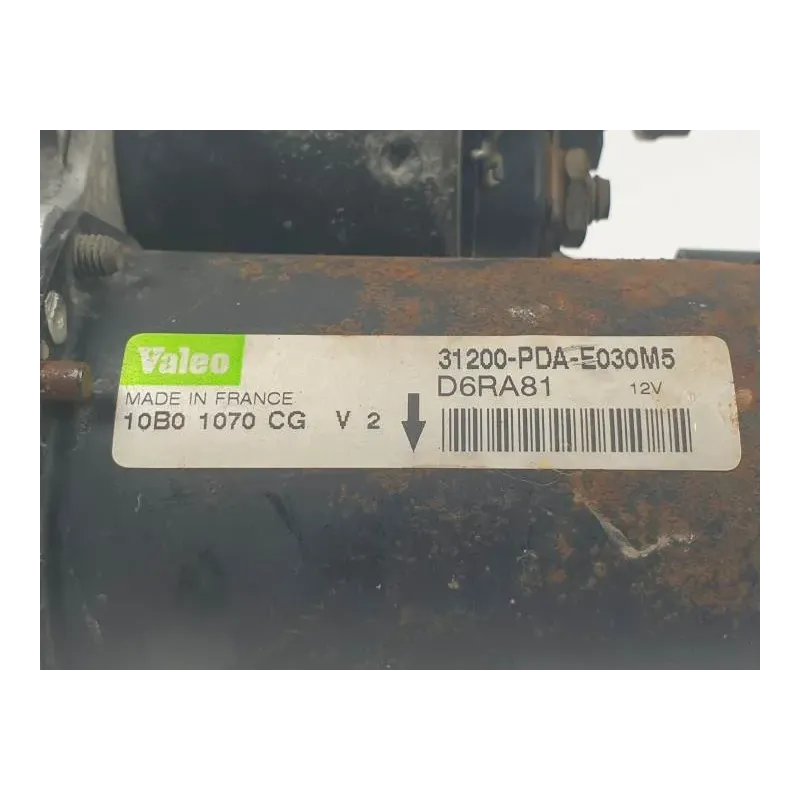 Valeo
MADE IN FRANCE
10B0 1070 CG V 2
31200-PDA-E030M5
D6RA81 12V